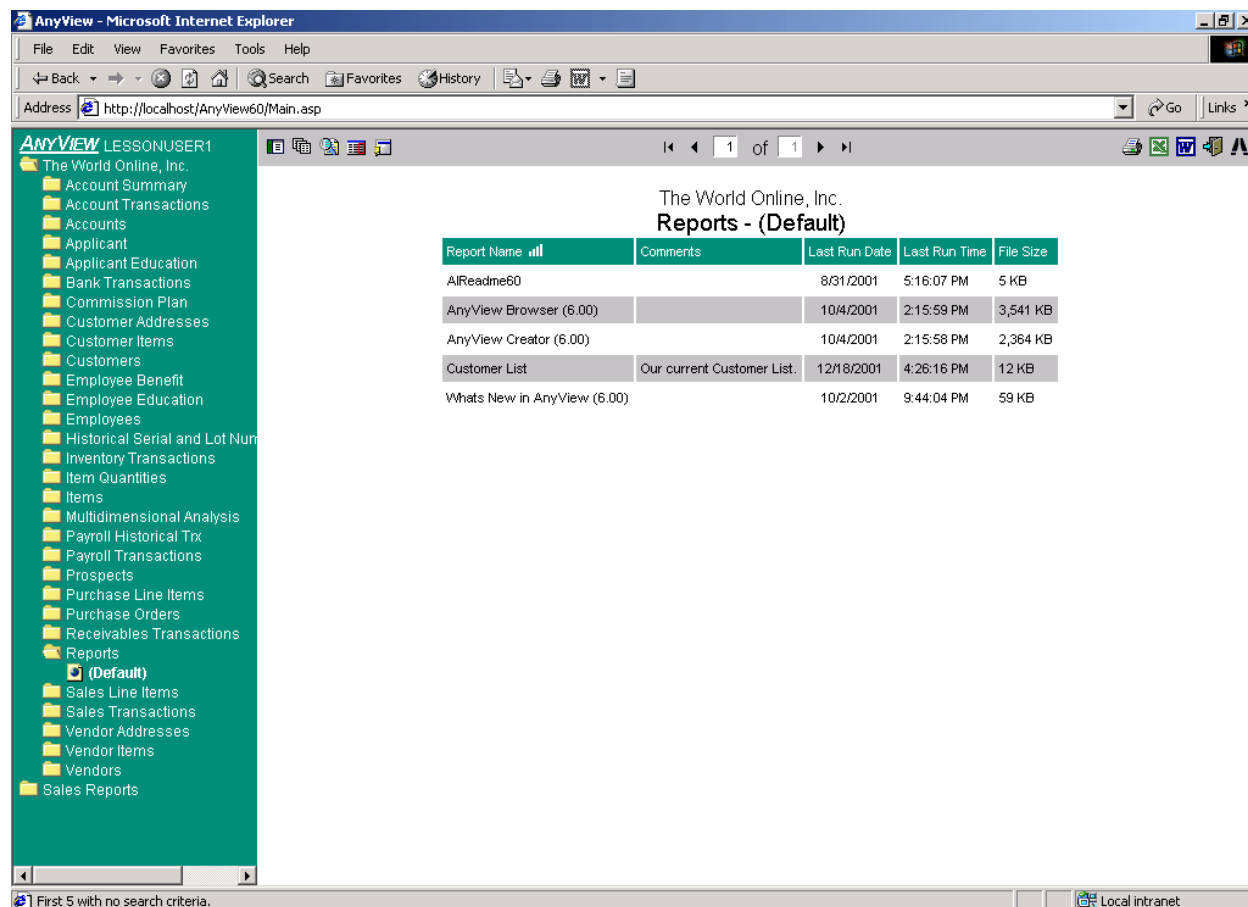 AnyView - Microsoft Internet Explorer
File Edit View Favorites Tools Help
Back Search Favorites History
Address http://localhost/AnyView60/Main.asp Go Links
ANYVIEW LESSONUSER1
The World Online, Inc.
Account Summary
Account Transactions
Accounts
Applicant
Applicant Education
Bank Transactions
Commission Plan
Customer Addresses
Customer Items
Customers
Employee Benefit
Employee Education
Employees
Historical Serial and Lot Num
Inventory Transactions
Item Quantities
Items
Multidimensional Analysis
Payroll Historical Trx
Payroll Transactions
Prospects
Purchase Line Items
Purchase Orders
Receivables Transactions
Reports
(Default)
Sales Line Items
Sales Transactions
Vendor Addresses
Vendor Items
Vendors
Sales Reports
1 of 1
The World Online, Inc.
Reports - (Default)
Report Name Comments Last Run Date Last Run Time File Size
AIReadme60 8/31/2001 5:16:07 PM 5 KB
AnyView Browser (6.00) 10/4/2001 2:15:59 PM 3,541 KB
AnyView Creator (6.00) 10/4/2001 2:15:58 PM 2,364 KB
Customer List Our current Customer List. 12/18/2001 4:26:16 PM 12 KB
Whats New in AnyView (6.00) 10/2/2001 9:44:04 PM 59 KB
First 5 with no search criteria. Local intranet